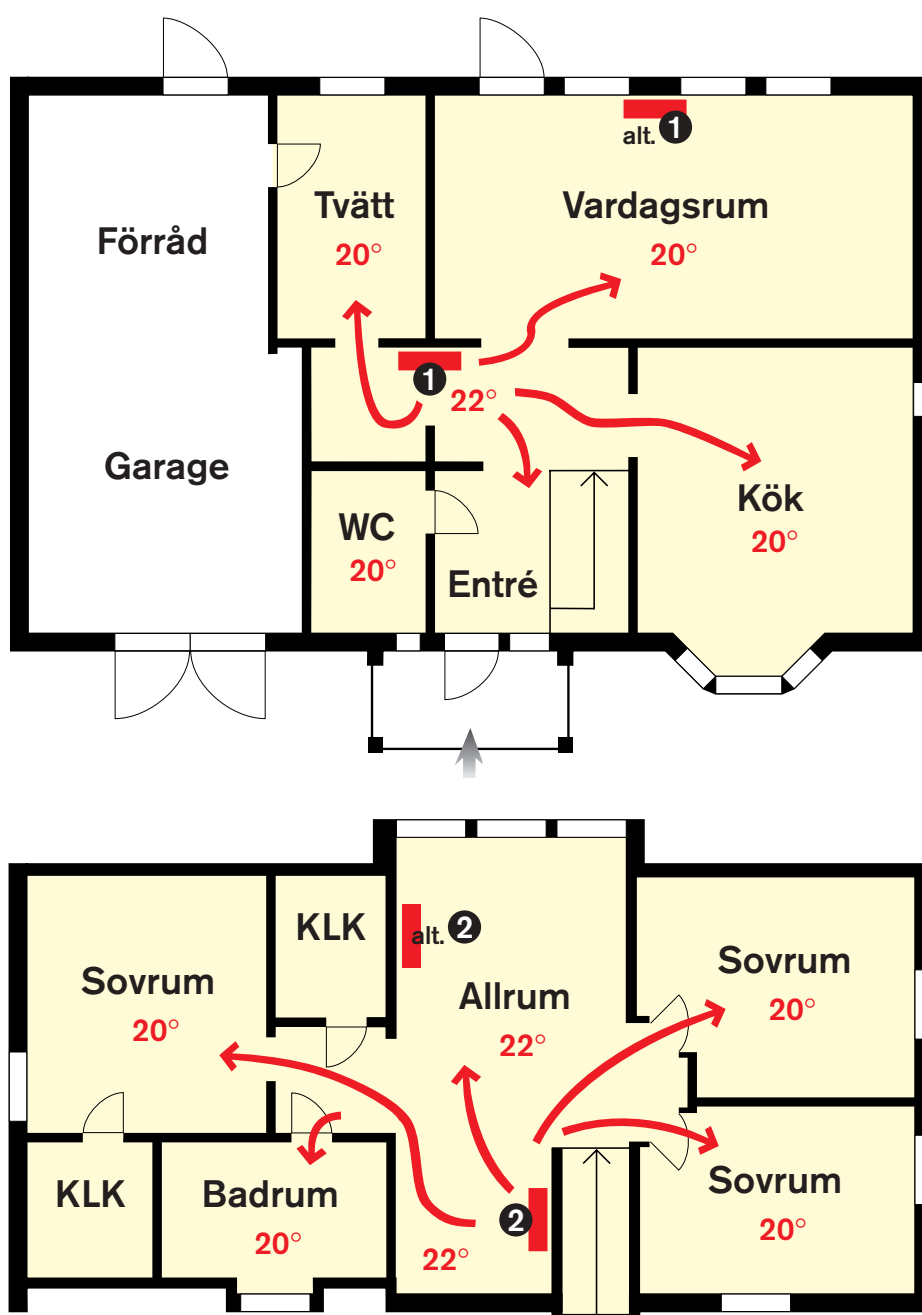 alt. 1
Tvätt
20°
Vardagsrum
20°
Förråd
1
22°
Garage
WC
20°
Kök
20°
Entré
KLK
alt. 2
Sovrum
20°
Allrum
22°
Sovrum
20°
KLK
Badrum
20°
2
22°
Sovrum
20°